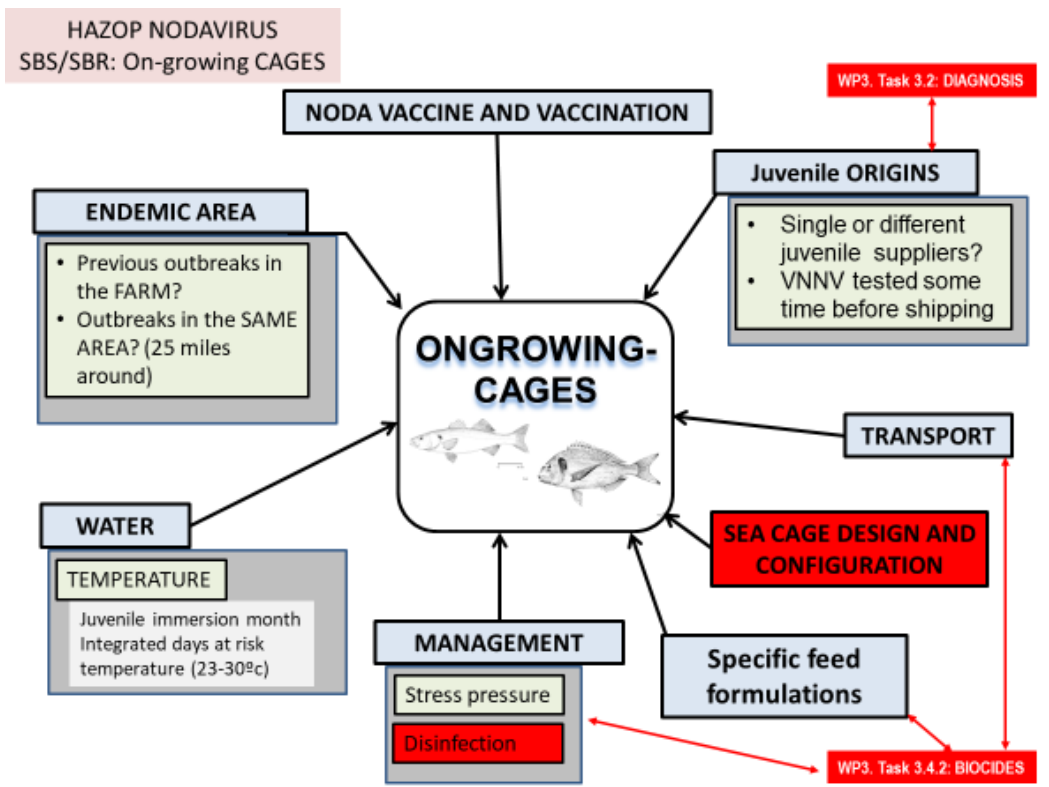 HAZOP NODAVIRUS
SBS/SBR: On-growing CAGES
WP3. Task 3.2: DIAGNOSIS
NODA VACCINE AND VACCINATION
Juvenile ORIGINS
• Single or different
juvenile suppliers?
• VNNV tested some
time before shipping
ENDEMIC AREA
• Previous outbreaks in
the FARM?
• Outbreaks in the SAME
AREA? (25 miles
around)
ONGROWING-
CAGES
TRANSPORT
WATER
TEMPERATURE
Juvenile immersion month
Integrated days at risk
temperature (23-30ºc)
SEA CAGE DESIGN AND
CONFIGURATION
MANAGEMENT
Stress pressure
Disinfection
Specific feed
formulations
WP3. Task 3.4.2: BIOCIDES